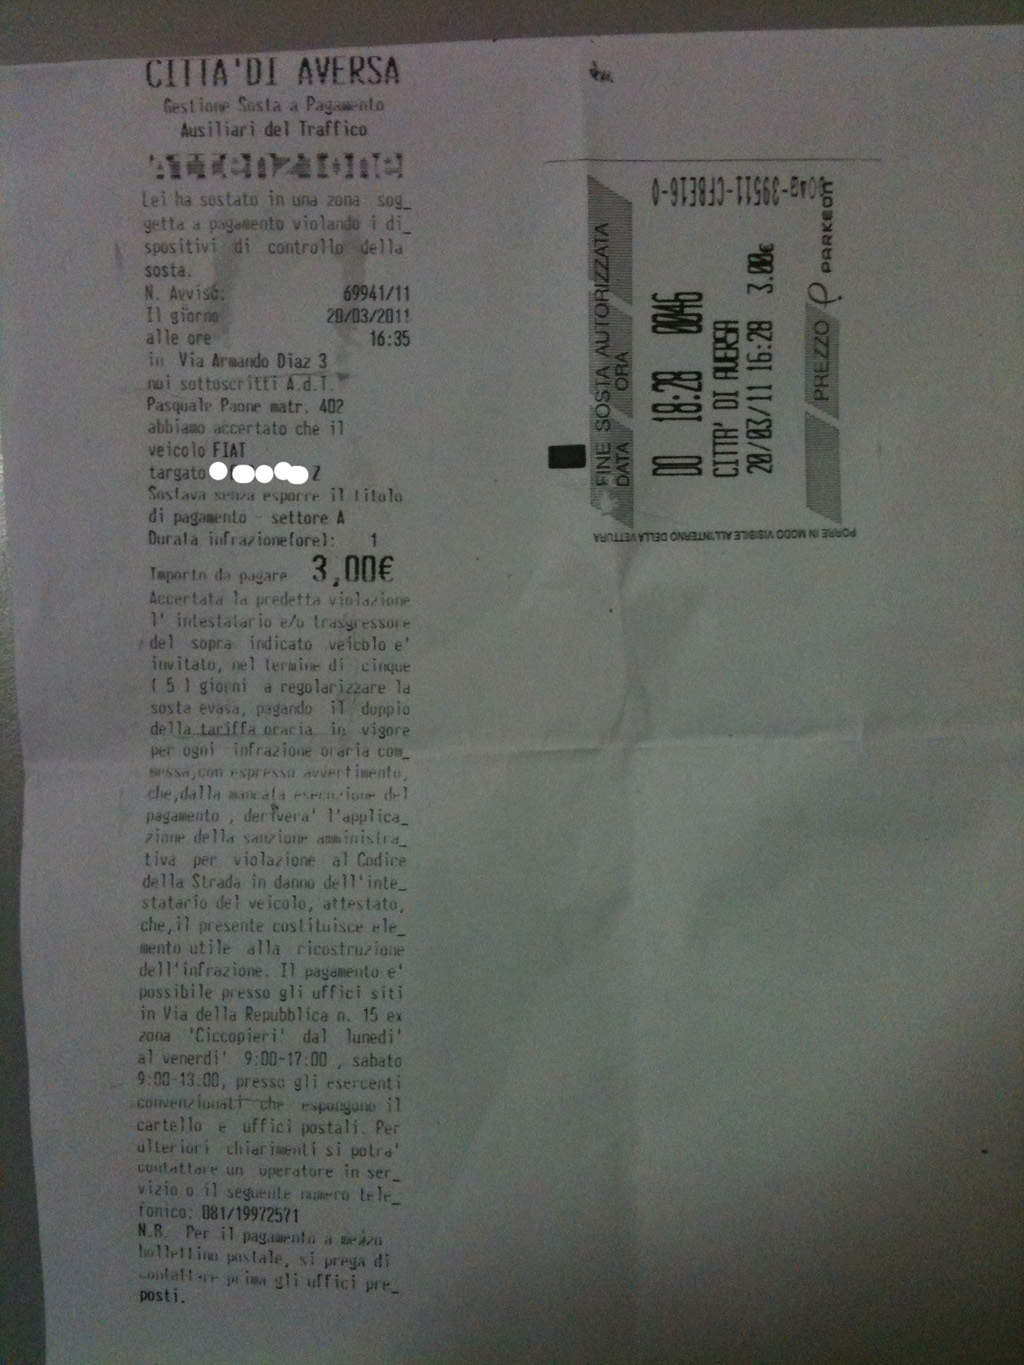 CITTA'DI AVERSA
Gestione Sosta a Pagamento
Ausiliari del Traffico
Attenzione
Lei ha sostato in una zona sog_
getta a pagamento violando i di_
spositivi di controllo della
sosta.
N. Avviso: 69941/11
Il giorno 20/03/2011
alle ore 16:35
in Via Armando Diaz 3
noi sottoscritti A.d.T.
Pasquale Paone matr. 402
abbiamo accertato che il
veicolo FIAT
targato Z
Sostava senza esporre il titolo
di pagamento - settore A
Durata infrazione(ore): 1
Importo da pagare 3,00€
Accertata la predetta violazione
l' intestatario e/o trasgressore
del sopra indicato veicolo e'
invitato, nel termine di cinque
( 5 ) giorni a regolarizzare la
sosta evasa, pagando il doppio
della tariffa oraria in vigore
per ogni infrazione oraria com_
messa,con espresso avvertimento,
che,dalla mancata esecuzione del
pagamento , derivera' l'applica_
zione della sanzione amministra_
tiva per violazione al Codice
della Strada in danno dell'inte_
statario del veicolo, attestato,
che,il presente costituisce ele_
mento utile alla ricostruzione
dell'infrazione. Il pagamento e'
possibile presso gli uffici siti
in Via della Repubblica n. 15 ex
zona 'Ciccopieri' dal lunedi'
al venerdi' 9:00-17:00 , sabato
9:00-13:00, presso gli esercenti
convenzionati che espongono il
cartello e uffici postali. Per
ulteriori chiarimenti si potra'
contattare un operatore in ser_
vizio o il seguente numero tele_
fonico: 081/19972571
N.B. Per il pagamento a mezzo
bollettino postale, si prega di
contattare prima gli uffici pre_
posti.
PORRE IN MODO VISIBILE ALL'INTERNO DELLA VETTURA
FINE SOSTA AUTORIZZATA
DATA ORA
DO 18:28 0046
CITTA' DI AVERSA
20/03/11 16:28 3.00€
PREZZO PARKEON
39511-CF8E16-0